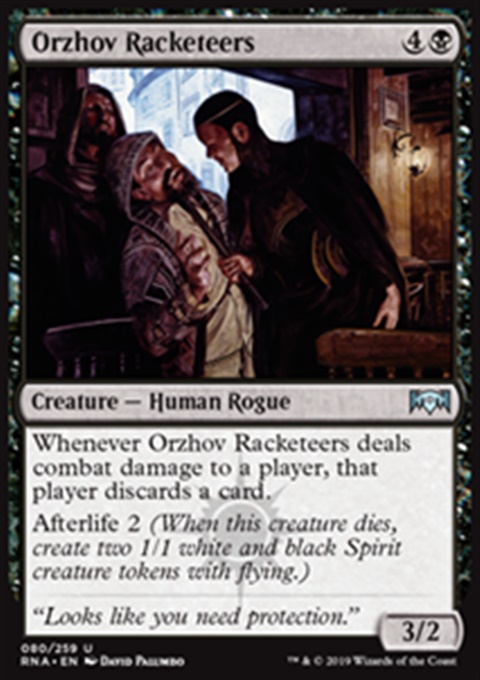 Orzhov Racketeers 4
Creature — Human Rogue
Whenever Orzhov Racketeers deals
combat damage to a player, that
player discards a card.
Afterlife 2 (When this creature dies,
create two 1/1 white and black Spirit
creature tokens with flying.)
“Looks like you need protection.”
3/2
080/259 U
RNA • EN David Palumbo
™ & © 2019 Wizards of the Coast